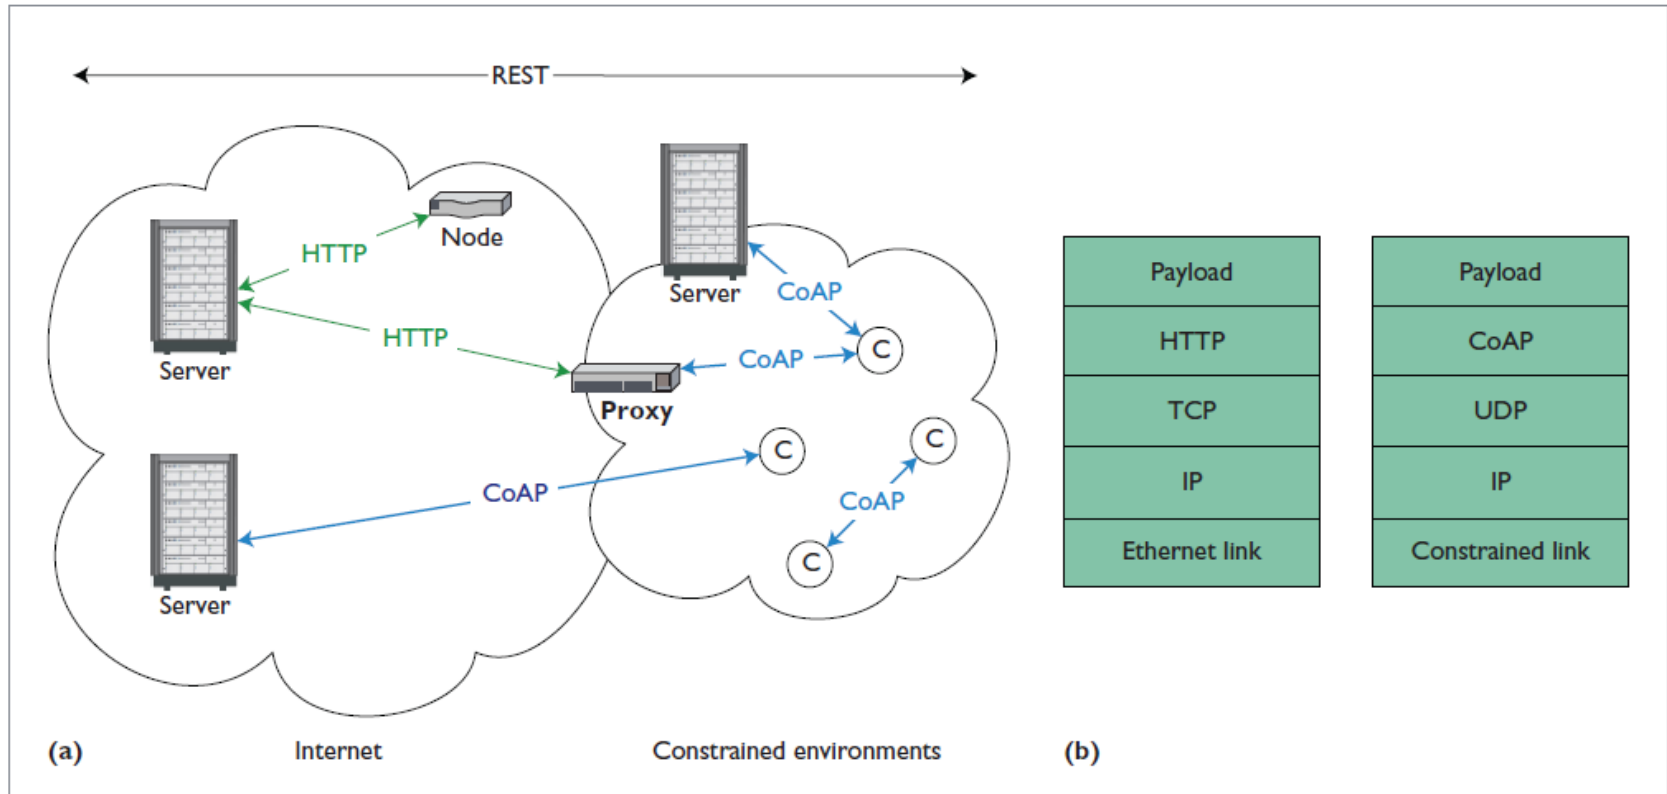 REST
Node
HTTP
Server
CoAP
Server
HTTP
CoAP
C
Proxy
C
C
CoAP
CoAP
C
Server
(a)
Internet
Constrained environments
Payload
HTTP
TCP
IP
Ethernet link
Payload
CoAP
UDP
IP
Constrained link
(b)